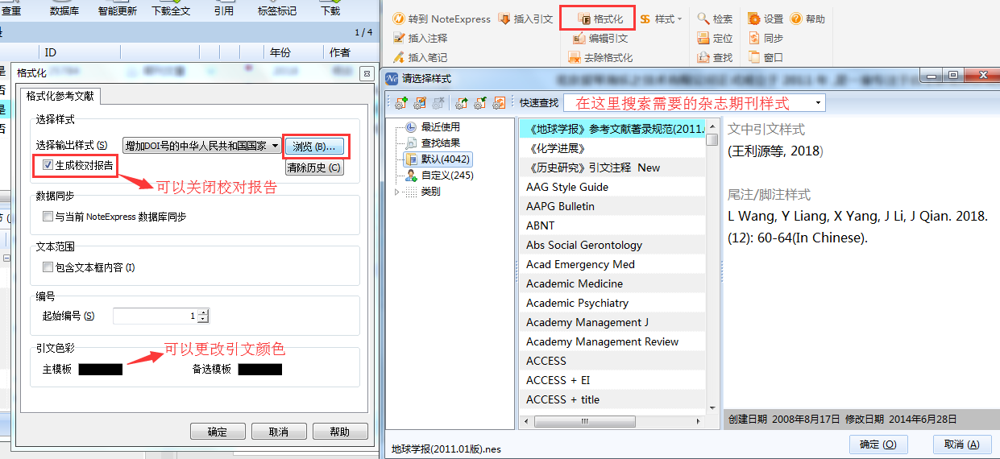 查重
数据库
智能更新
下载全文
引用
标签标记
下载
1 / 4
ID
年份
作者
格式化
格式化参考文献
选择样式
选择输出样式 (S)
增加DOI号的中华人民共和国国家
浏览 (B)...
生成校对报告
清除历史 (C)
可以关闭校对报告
数据同步
与当前 NoteExpress 数据库同步
文本范围
包含文本框内容 (I)
编号
起始编号 (S)
1
引文色彩
可以更改引文颜色
主模板
备选模板
确定
取消
帮助
转到 NoteExpress
插入引文
格式化
样式
检索
设置
帮助
插入注释
编辑引文
定位
同步
插入笔记
去除格式化
查找
窗口
请选择样式
快速查找
在这里搜索需要的杂志期刊样式
最近使用
查找结果
默认(4042)
自定义(245)
类别
《地球学报》参考文献著录规范(2011.
《化学进展》
《历史研究》引文注释 New
AAG Style Guide
AAPG Bulletin
ABNT
Abs Social Gerontology
Acad Emergency Med
Academic Medicine
Academic Psychiatry
Academy Management J
Academy Management Review
ACCESS
ACCESS + EI
ACCESS + title
文中引文样式
(王利源等, 2018)
尾注/脚注样式
L Wang, Y Liang, X Yang, J Li, J Qian. 2018.
(12): 60-64(In Chinese).
创建日期 2008年8月17日 修改日期 2014年6月28日
地球学报(2011.01版).nes
确定 (O)
取消 (A)